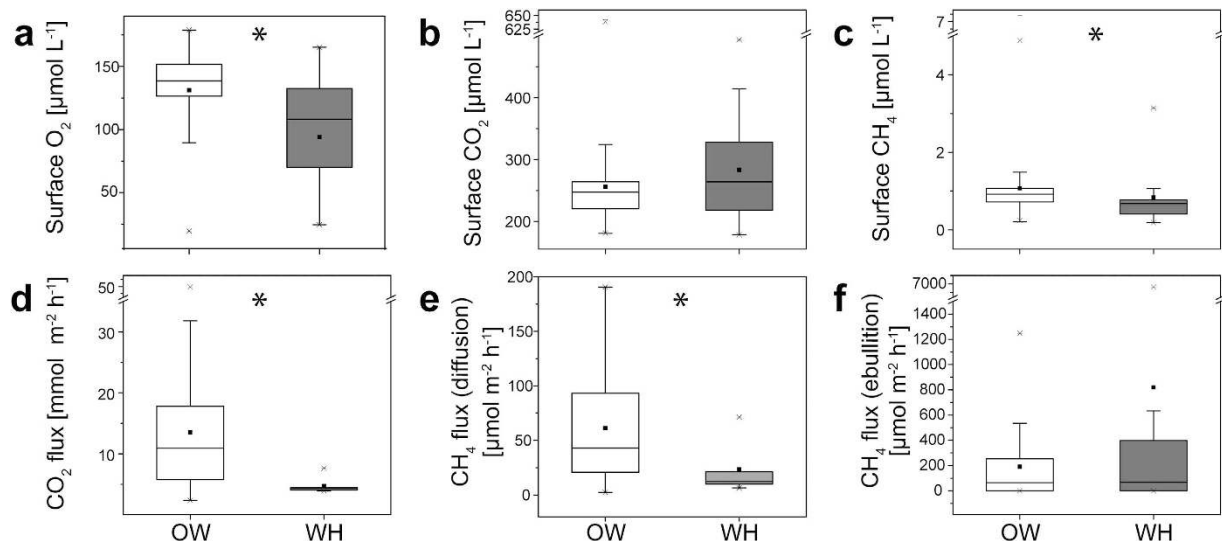 a
*
Surface O₂ [µmol L⁻¹]
150
100
50
b
Surface CO₂ [µmol L⁻¹]
650
625
400
300
200
c
*
Surface CH₄ [µmol L⁻¹]
7
4
2
0
d
*
CO₂ flux [mmol m⁻² h⁻¹]
50
30
20
10
OW
WH
e
*
CH₄ flux (diffusion)
[µmol m⁻² h⁻¹]
200
150
100
50
0
OW
WH
f
CH₄ flux (ebullition)
[µmol m⁻² h⁻¹]
7000
1400
1200
1000
800
600
400
200
0
OW
WH